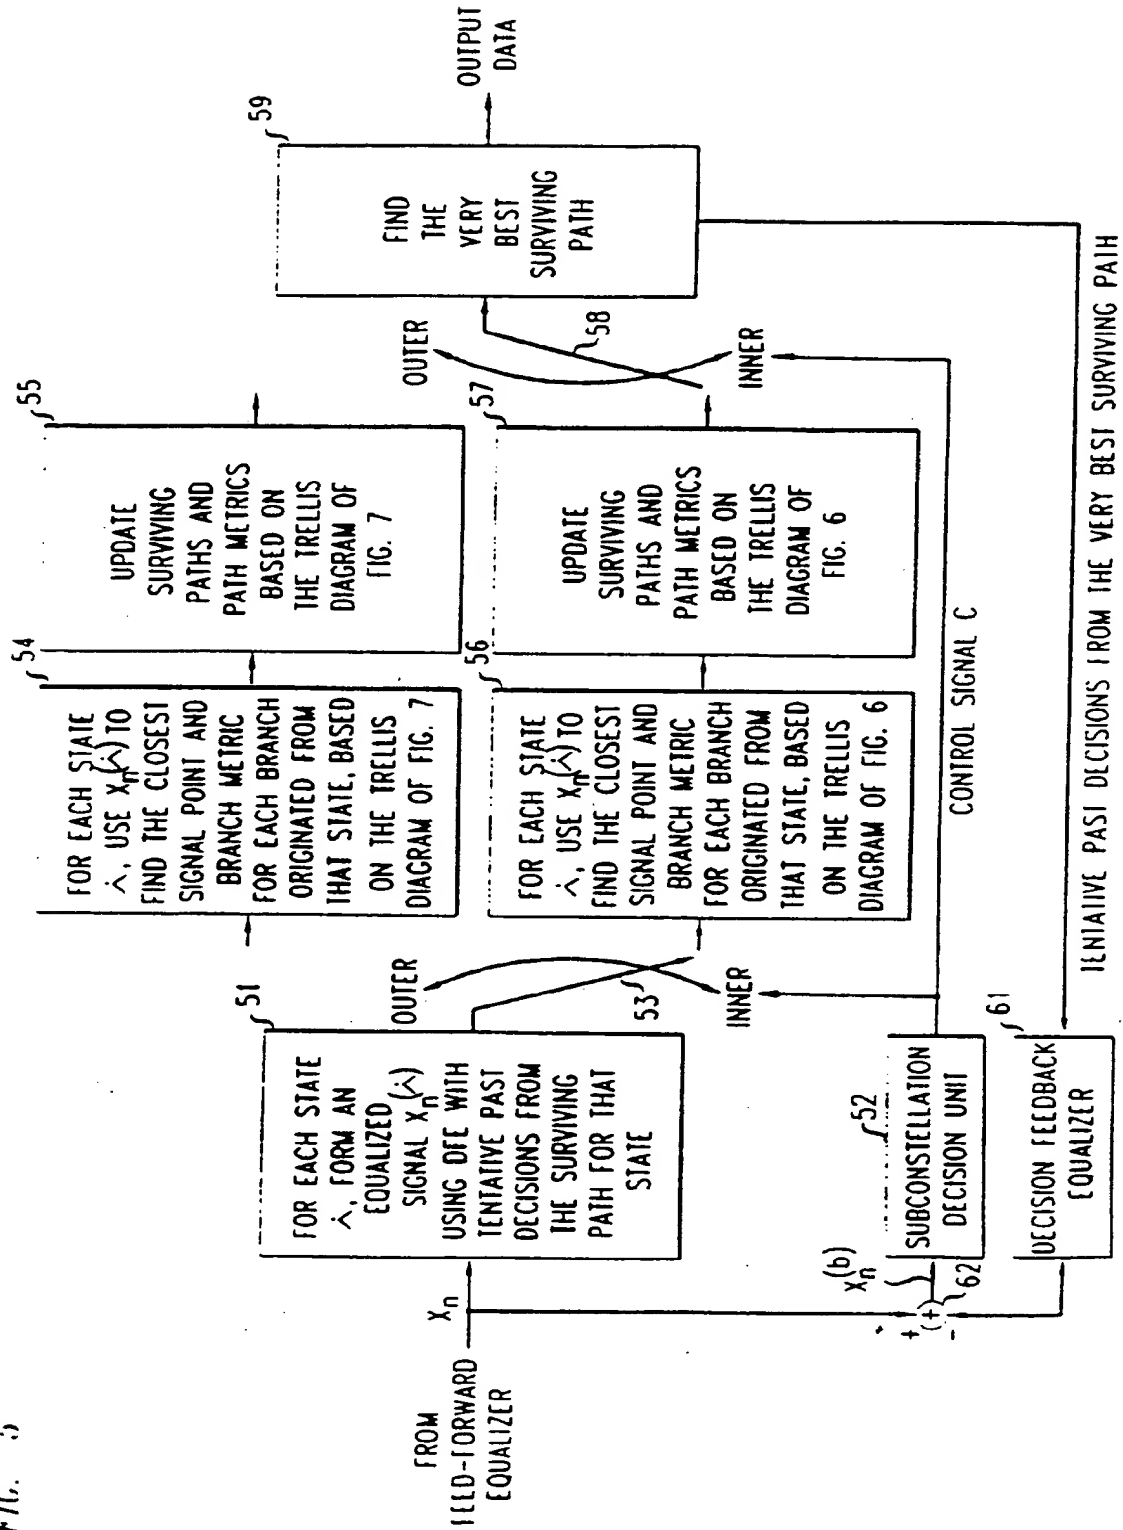 FROM
FEED-FORWARD
EQUALIZER
Xn
51
FOR EACH STATE
i, FORM AN
EQUALIZED
SIGNAL Xn(i)
USING DFE WITH
TENTATIVE PAST
DECISIONS FROM
THE SURVIVING
PATH FOR THAT
STATE
OUTER
53
INNER
54
FOR EACH STATE
i, USE Xn(i) TO
FIND THE CLOSEST
SIGNAL POINT AND
BRANCH METRIC
FOR EACH BRANCH
ORIGINATED FROM
THAT STATE, BASED
ON THE TRELLIS
DIAGRAM OF FIG. 7
55
UPDATE
SURVIVING
PATHS AND
PATH METRICS
BASED ON
THE TRELLIS
DIAGRAM OF
FIG. 7
56
FOR EACH STATE
i, USE Xn(i) TO
FIND THE CLOSEST
SIGNAL POINT AND
BRANCH METRIC
FOR EACH BRANCH
ORIGINATED FROM
THAT STATE, BASED
ON THE TRELLIS
DIAGRAM OF FIG. 6
57
UPDATE
SURVIVING
PATHS AND
PATH METRICS
BASED ON
THE TRELLIS
DIAGRAM OF
FIG. 6
OUTER
58
INNER
59
FIND
THE
VERY
BEST
SURVIVING
PATH
OUTPUT
DATA
+
+
-
62
Xn(b)
52
SUBCONSTELLATION
DECISION UNIT
CONTROL SIGNAL C
61
DECISION FEEDBACK
EQUALIZER
TENTATIVE PAST DECISIONS FROM THE VERY BEST SURVIVING PATH